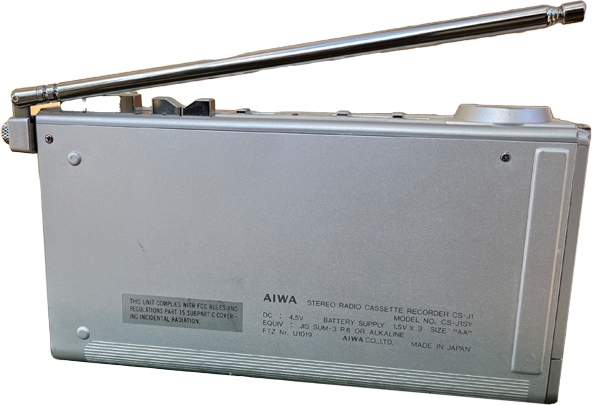 THIS UNIT COMPLIES WITH FCC RULES AND
REGULATIONS PART 15 SUBPART C COVER-
ING INCIDENTAL RADIATION.
AIWA STEREO RADIO CASSETTE RECORDER CS-J1
MODEL NO. CS-J1SY
DC : 4.5V BATTERY SUPPLY 1.5V X 3 SIZE "AA"
EQUIV : JIS SUM-3 R6 OR ALKALINE
FTZ Nr. U1019 AIWA CO., LTD. MADE IN JAPAN